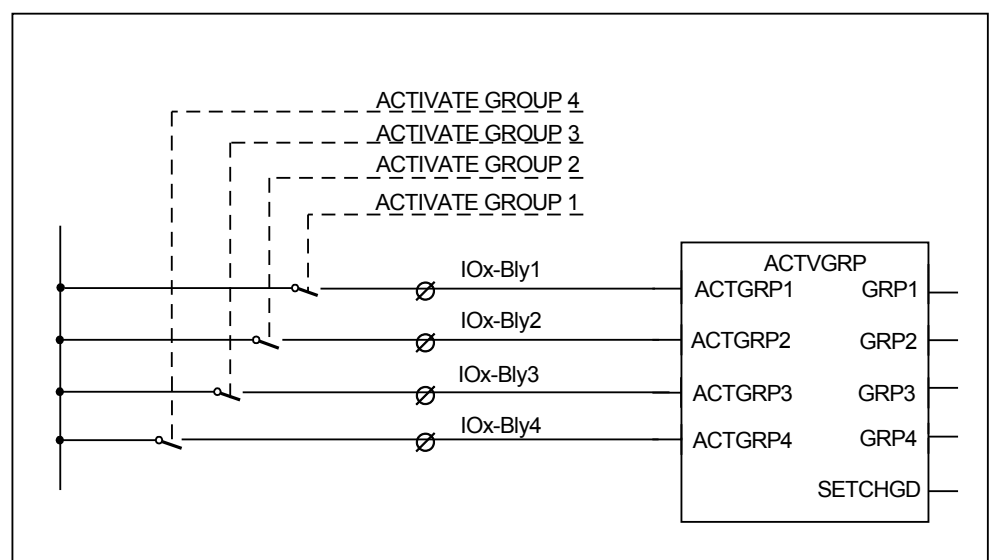 ACTIVATE GROUP 4
ACTIVATE GROUP 3
ACTIVATE GROUP 2
ACTIVATE GROUP 1
IOx-Bly1
IOx-Bly2
IOx-Bly3
IOx-Bly4
ACTVGRP
ACTGRP1 GRP1
ACTGRP2 GRP2
ACTGRP3 GRP3
ACTGRP4 GRP4
SETCHGD